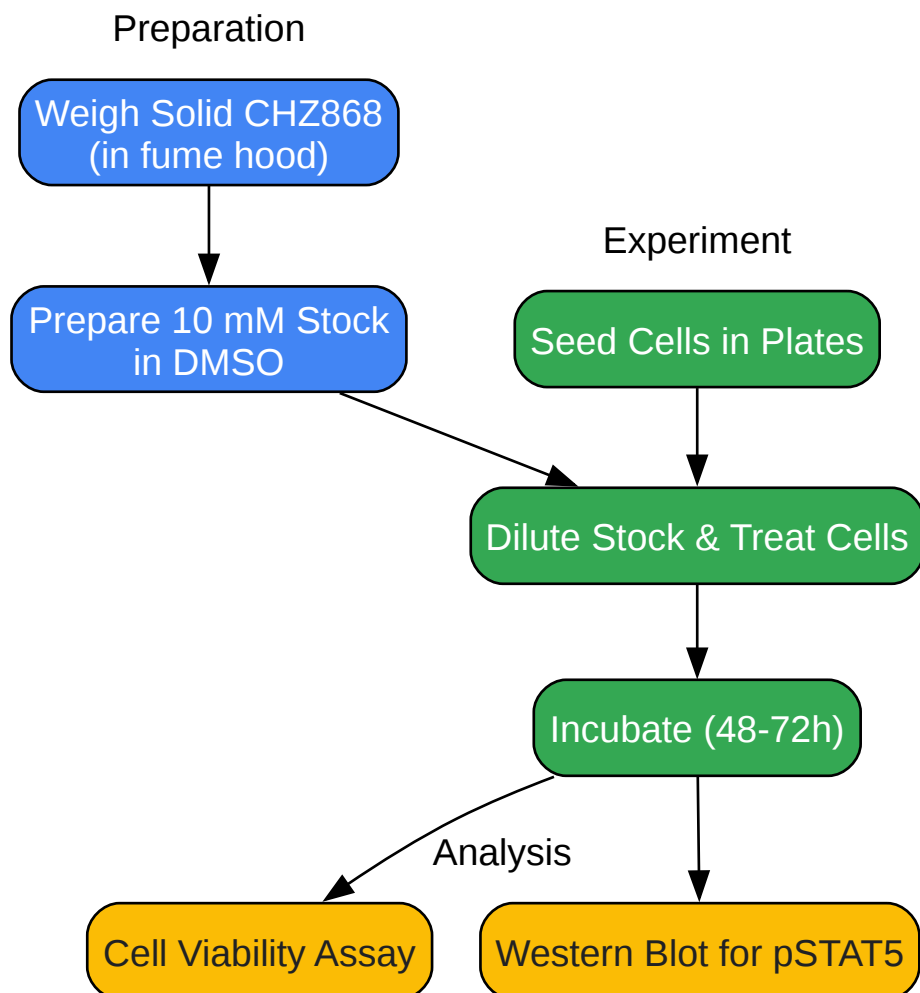 Preparation
Weigh Solid CHZ868
(in fume hood)
Experiment
Prepare 10 mM Stock
in DMSO
Seed Cells in Plates
Dilute Stock & Treat Cells
Incubate (48-72h)
Analysis
Cell Viability Assay
Western Blot for pSTAT5